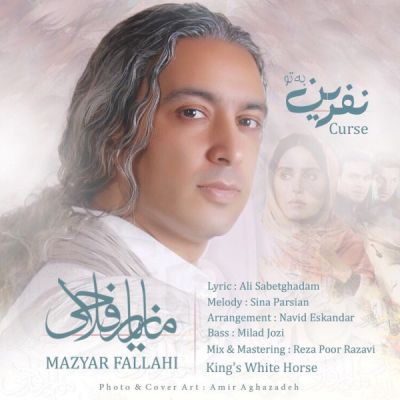 نفرین به تو
Curse
Lyric : Ali Sabetghadam
Melody : Sina Parsian
Arrangement : Navid Eskandar
Bass : Milad Jozi
Mix & Mastering : Reza Poor Razavi
King's White Horse
مازیار فلاحی
MAZYAR FALLAHI
Photo & Cover Art : Amir Aghazadeh